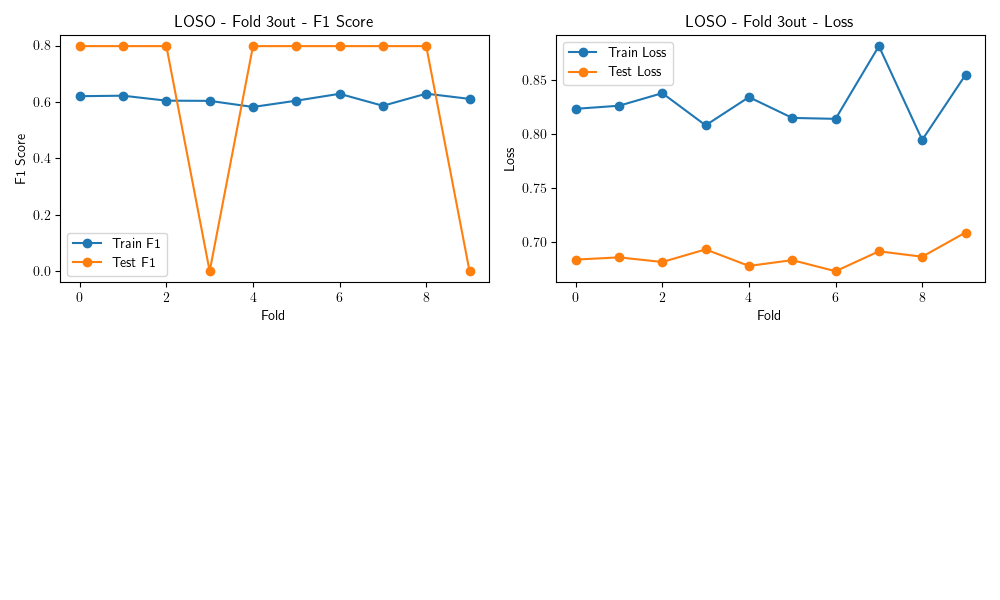 LOSO - Fold 3out - F1 Score
F1 Score
0.8
0.6
0.4
0.2
0.0
Train F1
Test F1
0 2 4 6 8
Fold
LOSO - Fold 3out - Loss
Loss
Train Loss
Test Loss
0.85
0.80
0.75
0.70
0 2 4 6 8
Fold